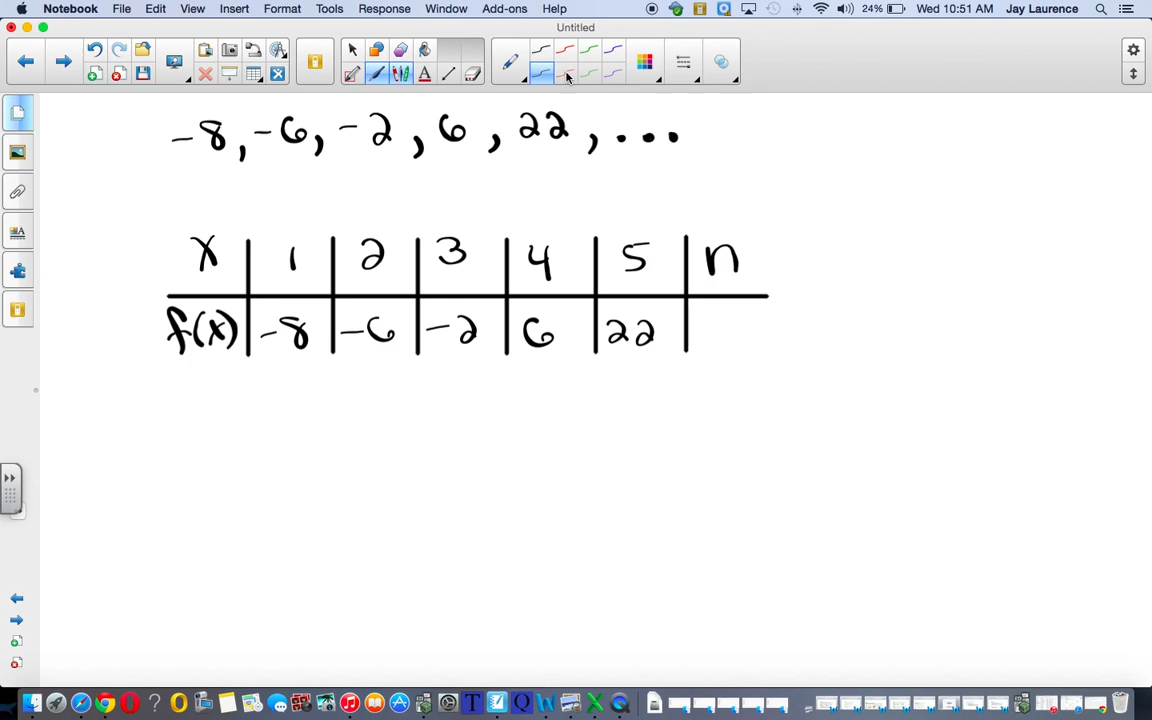 Notebook File Edit View Insert Format Tools Response Window Add-ons Help 24% Wed 10:51 AM Jay Laurence
Untitled
-8, -6, -2, 6, 22, ...
x 1 2 3 4 5 n
f(x) -8 -6 -2 6 22